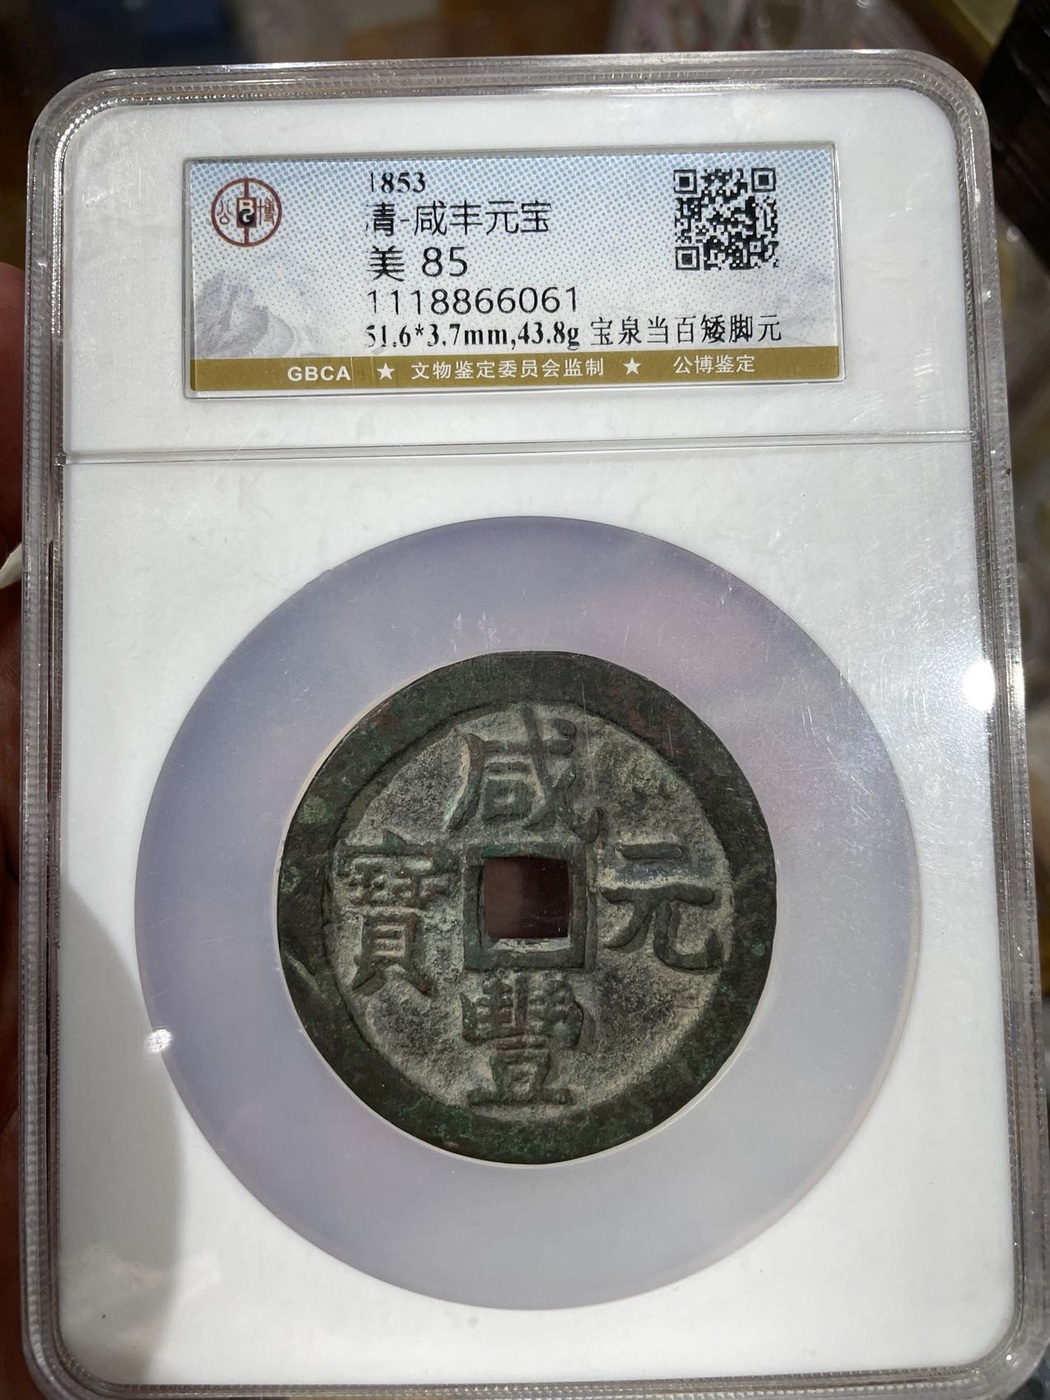 公博
1853
清-咸丰元宝
美 85
1118866061
51.6*3.7mm,43.8g 宝泉当百矮脚元
GBCA ★ 文物鉴定委员会监制 ★ 公博鉴定
咸
寶 元
豐